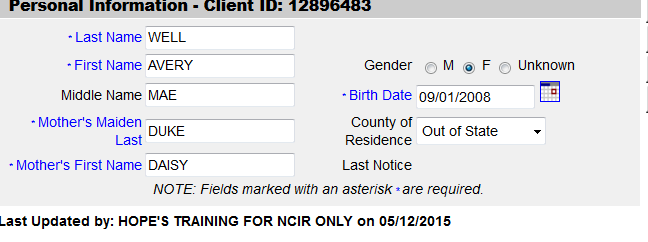 Personal Information - Client ID: 12896483
* Last Name WELL
* First Name AVERY Gender M F Unknown
Middle Name MAE * Birth Date 09/01/2008
* Mother's Maiden Last DUKE County of Residence Out of State
* Mother's First Name DAISY Last Notice
NOTE: Fields marked with an asterisk * are required.
Last Updated by: HOPE'S TRAINING FOR NCIR ONLY on 05/12/2015